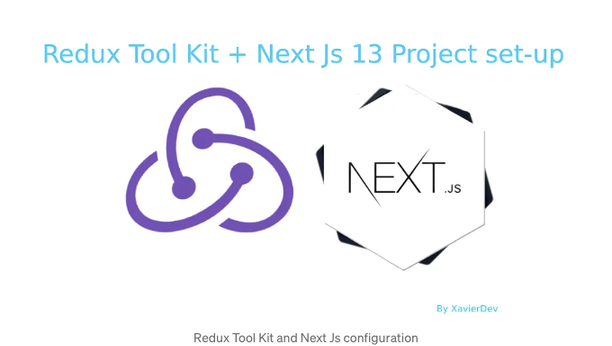 Redux Tool Kit + Next Js 13 Project set-up
NEXT.JS
By XavierDev
Redux Tool Kit and Next Js configuration